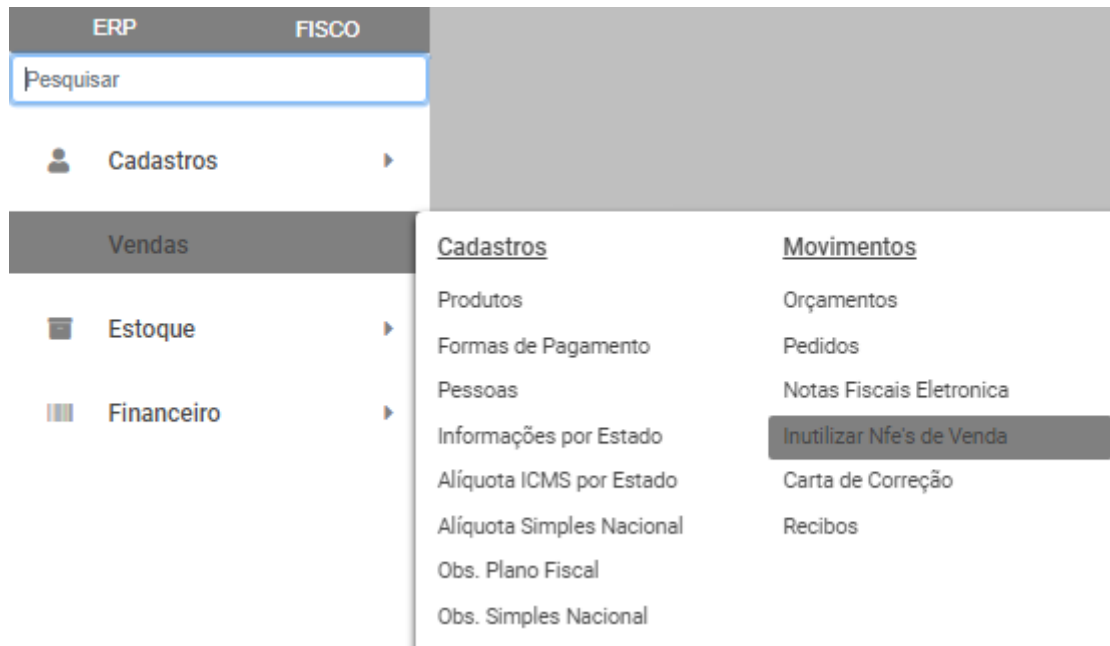 ERP FISCO
Pesquisar
Cadastros
Vendas
Estoque
Financeiro
Cadastros
Produtos
Formas de Pagamento
Pessoas
Informações por Estado
Alíquota ICMS por Estado
Alíquota Simples Nacional
Obs. Plano Fiscal
Obs. Simples Nacional
Movimentos
Orçamentos
Pedidos
Notas Fiscais Eletronica
Inutilizar Nfe's de Venda
Carta de Correção
Recibos